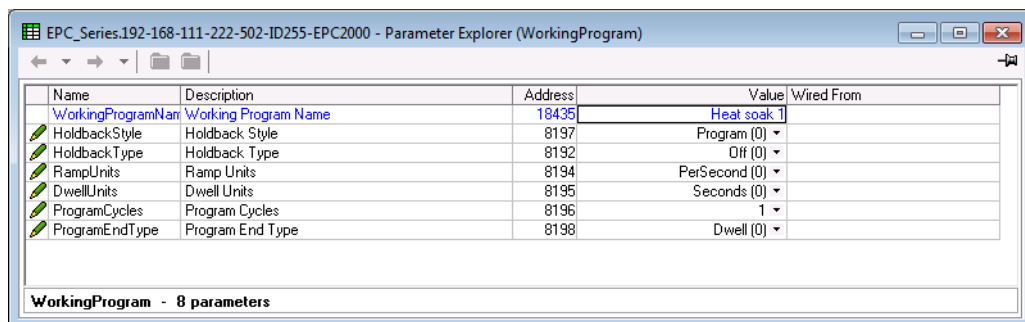 EPC_Series.192-168-111-222-502-ID255-EPC2000 - Parameter Explorer (WorkingProgram)
Name Description Address Value Wired From
WorkingProgramNam Working Program Name 18435 Heat soak 1
HoldbackStyle Holdback Style 8197 Program (0)
HoldbackType Holdback Type 8192 Off (0)
RampUnits Ramp Units 8194 PerSecond (0)
DwellUnits Dwell Units 8195 Seconds (0)
ProgramCycles Program Cycles 8196 1
ProgramEndType Program End Type 8198 Dwell (0)
WorkingProgram - 8 parameters